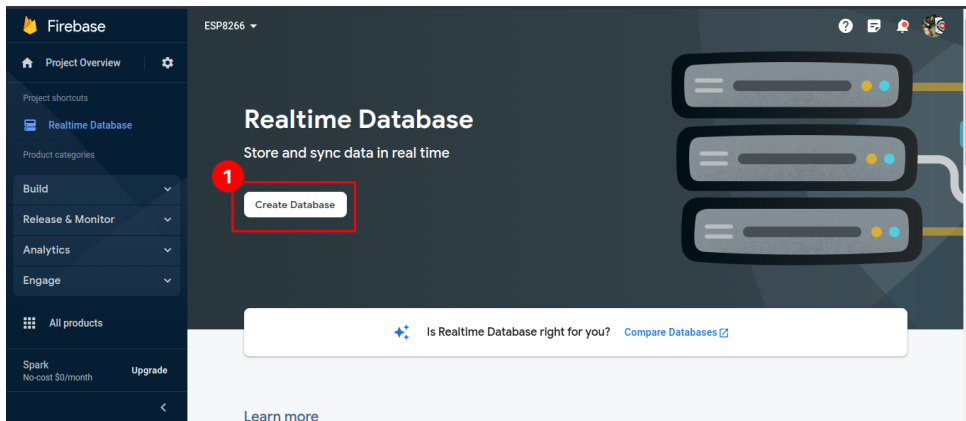 Firebase
Project Overview
Project shortcuts
Realtime Database
Product categories
Build
Release & Monitor
Analytics
Engage
All products
Spark
No-cost $0/month
Upgrade
ESP8266
Realtime Database
Store and sync data in real time
1
Create Database
Is Realtime Database right for you? Compare Databases
Learn more